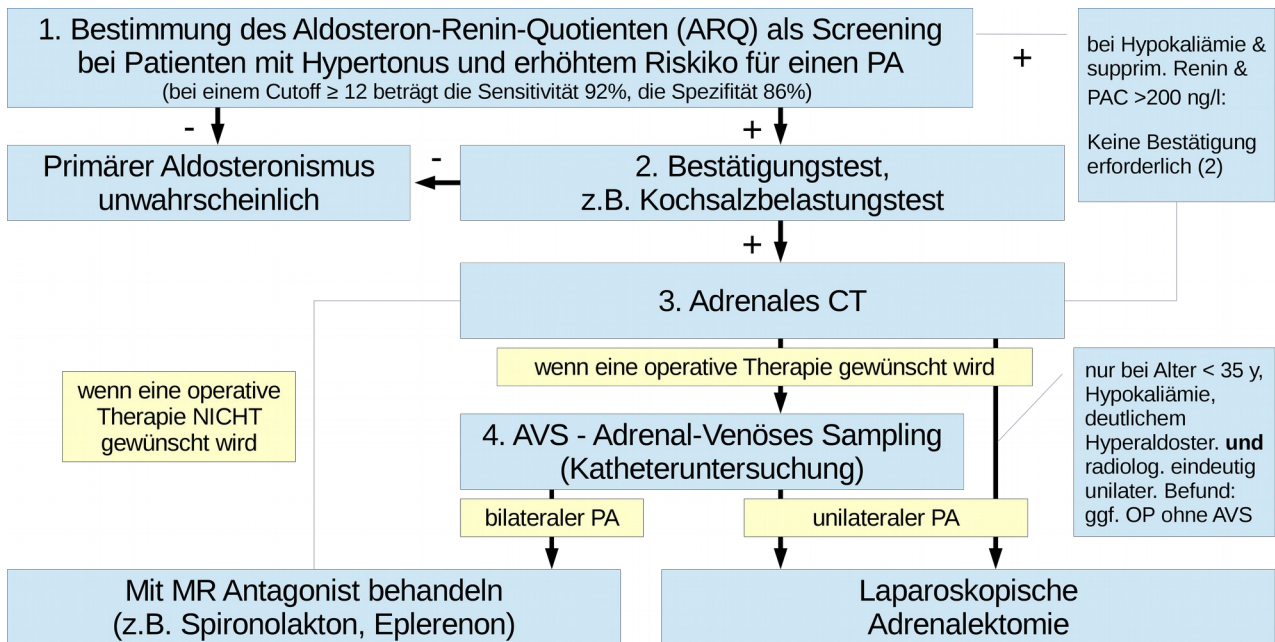 1. Bestimmung des Aldosteron-Renin-Quotienten (ARQ) als Screening
bei Patienten mit Hypertonus und erhöhtem Riskiko für einen PA
(bei einem Cutoff ≥ 12 beträgt die Sensitivität 92%, die Spezifität 86%)
+
bei Hypokaliämie &
supprim. Renin &
PAC >200 ng/l:
Keine Bestätigung
erforderlich (2)
-
+
Primärer Aldosteronismus
unwahrscheinlich
-
2. Bestätigungstest,
z.B. Kochsalzbelastungstest
+
3. Adrenales CT
wenn eine operative Therapie gewünscht wird
wenn eine operative
Therapie NICHT
gewünscht wird
nur bei Alter < 35 y,
Hypokaliämie,
deutlichem
Hyperaldoster. und
radiolog. eindeutig
unilater. Befund:
ggf. OP ohne AVS
4. AVS - Adrenal-Venöses Sampling
(Katheteruntersuchung)
bilateraler PA
unilateraler PA
Mit MR Antagonist behandeln
(z.B. Spironolakton, Eplerenon)
Laparoskopische
Adrenalektomie